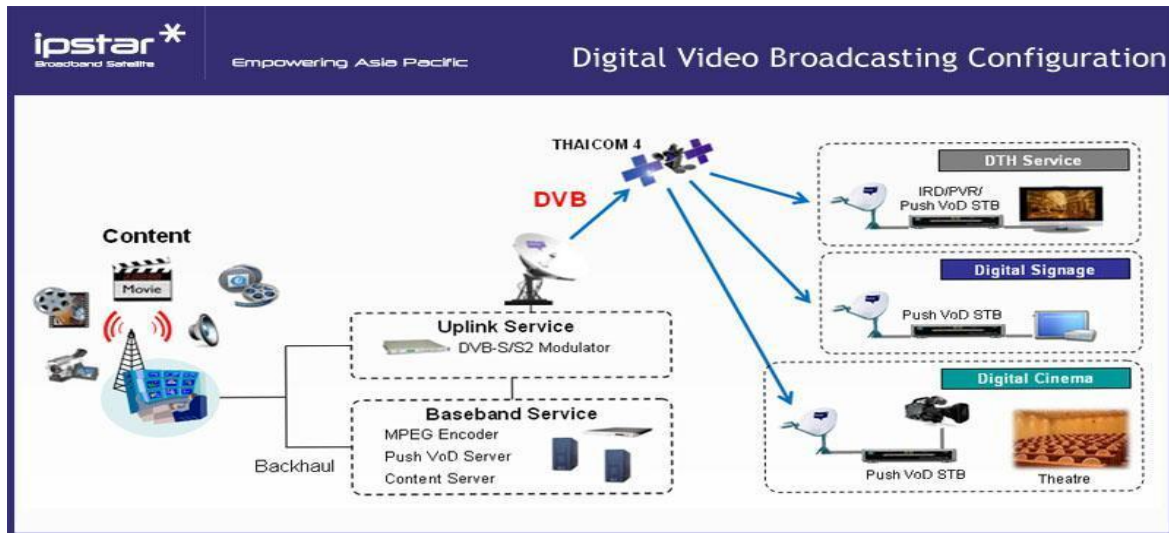 ipstar
Broadband Satellite
Empowering Asia Pacific
Digital Video Broadcasting Configuration
Content
Movie
Backhaul
Uplink Service
DVB-S/S2 Modulator
Baseband Service
MPEG Encoder
Push VoD Server
Content Server
DVB
THAICOM 4
DTH Service
IRD/PVR/
Push VoD STB
Digital Signage
Push VoD STB
Digital Cinema
Push VoD STB
Theatre